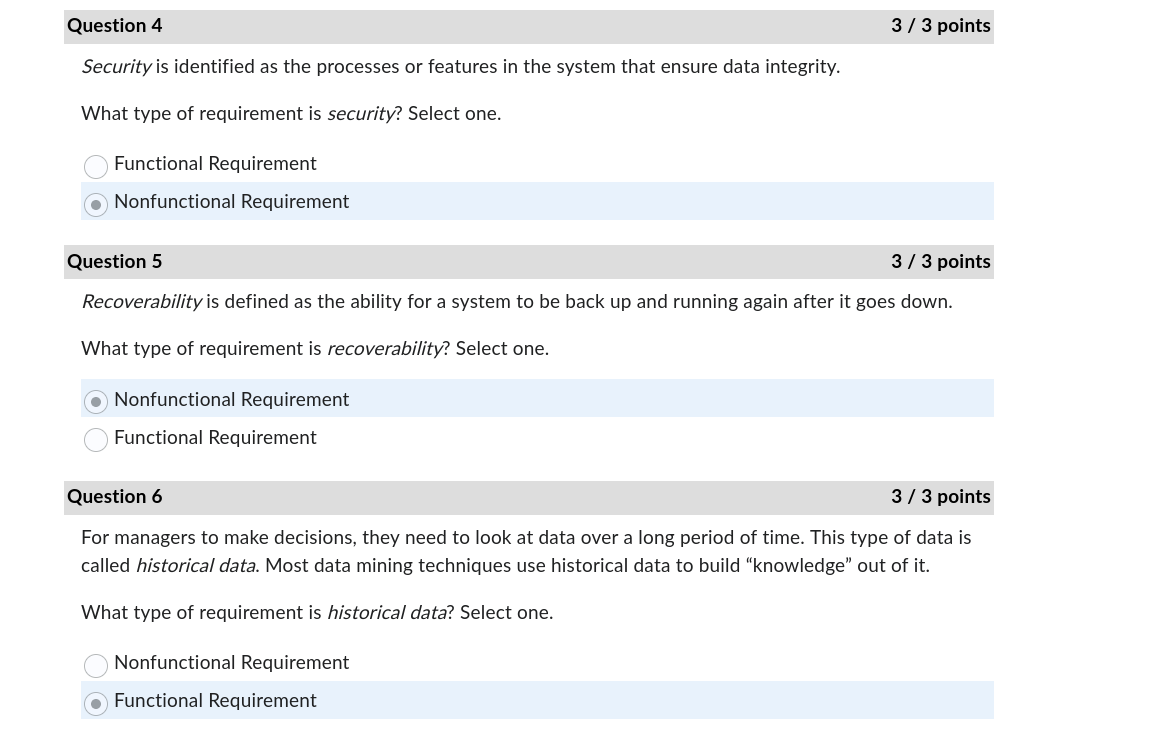 Question 4 3 / 3 points
Security is identified as the processes or features in the system that ensure data integrity.
What type of requirement is security? Select one.
Functional Requirement
Nonfunctional Requirement
Question 5 3 / 3 points
Recoverability is defined as the ability for a system to be back up and running again after it goes down.
What type of requirement is recoverability? Select one.
Nonfunctional Requirement
Functional Requirement
Question 6 3 / 3 points
For managers to make decisions, they need to look at data over a long period of time. This type of data is
called historical data. Most data mining techniques use historical data to build “knowledge” out of it.
What type of requirement is historical data? Select one.
Nonfunctional Requirement
Functional Requirement